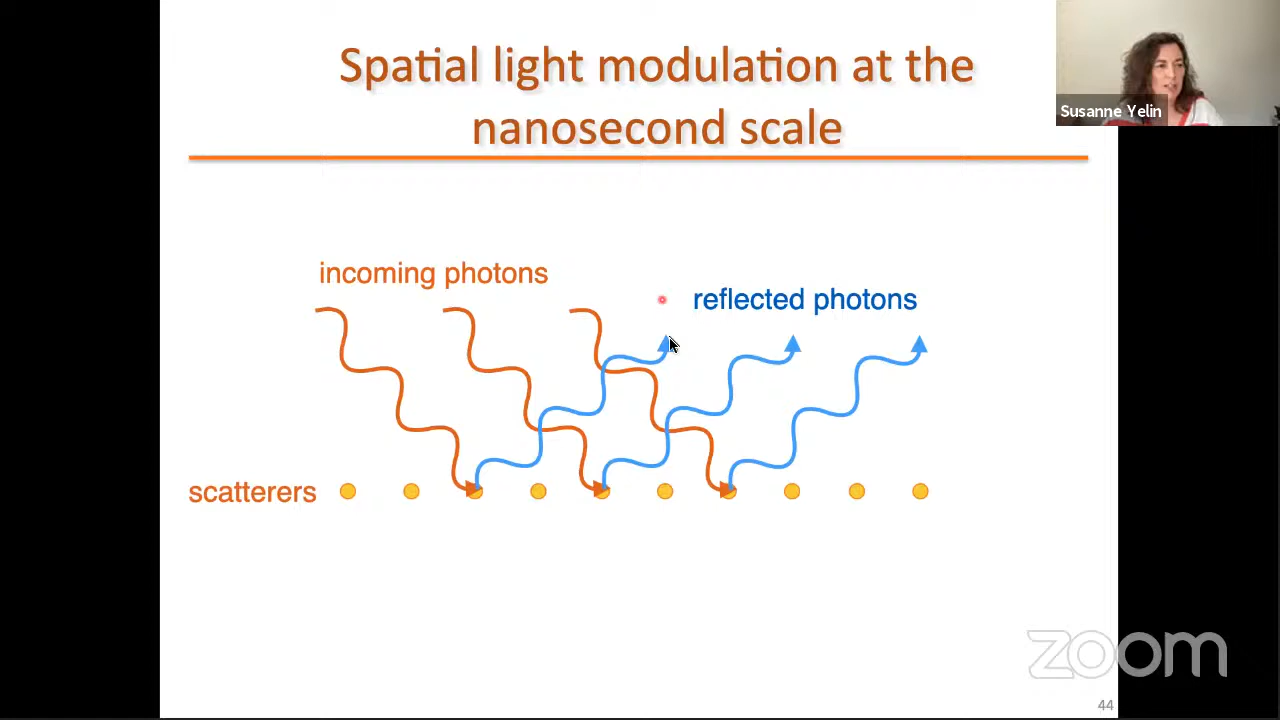 Spatial light modulation at the
nanosecond scale
Susanne Yelin
incoming photons
reflected photons
scatterers
zoom
44